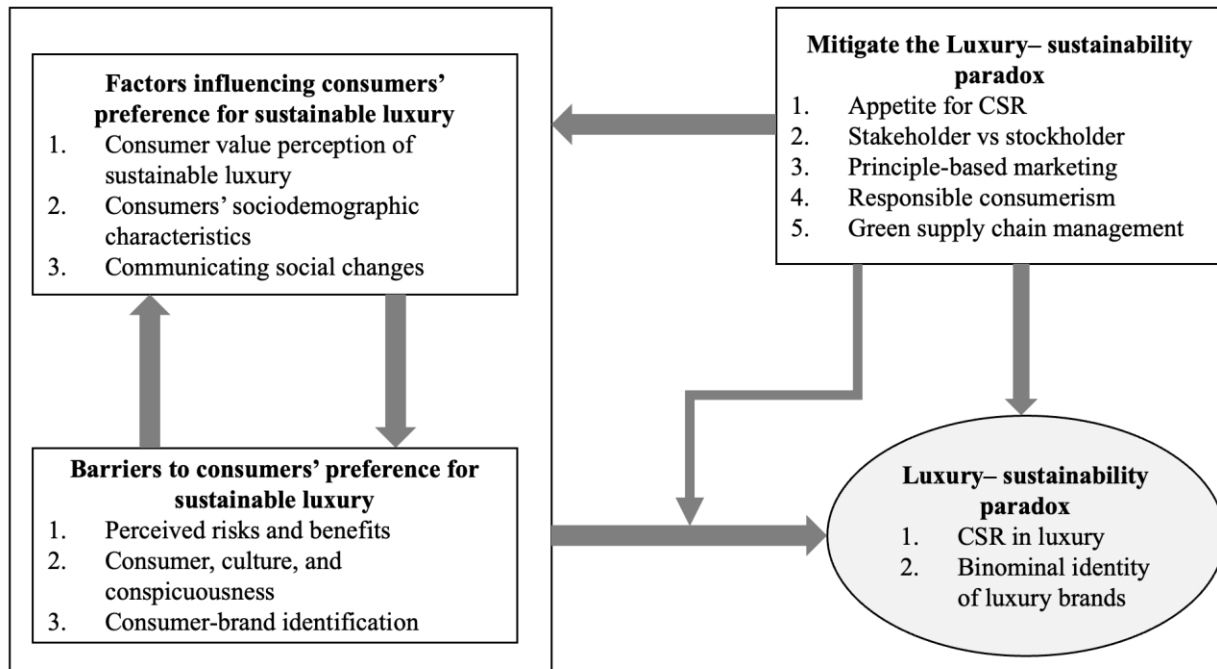 Factors influencing consumers’
preference for sustainable luxury
1. Consumer value perception of
sustainable luxury
2. Consumers’ sociodemographic
characteristics
3. Communicating social changes
Barriers to consumers’ preference for
sustainable luxury
1. Perceived risks and benefits
2. Consumer, culture, and
conspicuousness
3. Consumer-brand identification
Mitigate the Luxury– sustainability
paradox
1. Appetite for CSR
2. Stakeholder vs stockholder
3. Principle-based marketing
4. Responsible consumerism
5. Green supply chain management
Luxury– sustainability
paradox
1. CSR in luxury
2. Binominal identity
of luxury brands